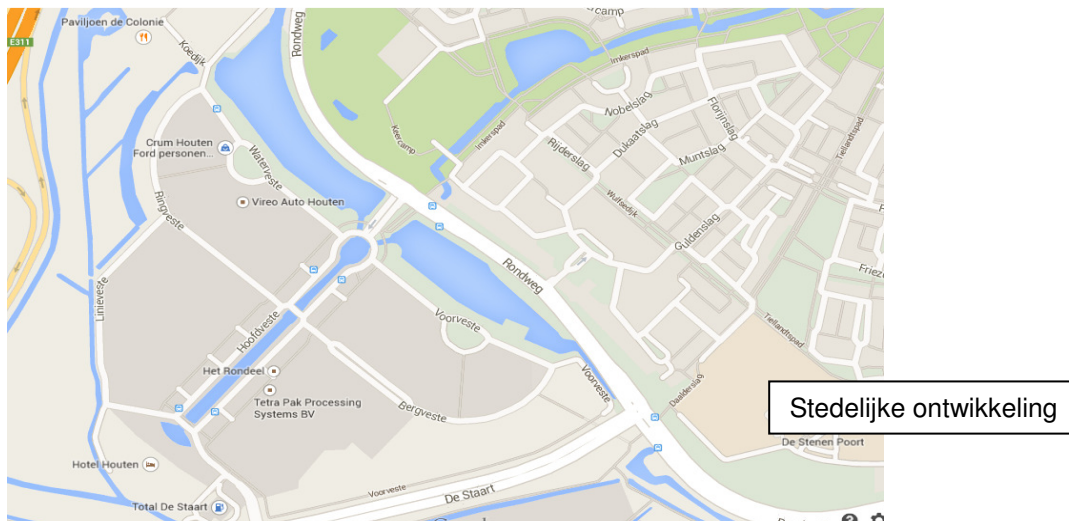 Paviljoen de Colonie
E311
Koedijk
Rondweg
camp
Imkerspad
Nobelslag
Florijnslag
Keercamp
Imkerspad
Dukaatslag
Tiellandtspad
Crum Houten
Ford personen...
Waterveste
Rijderslag
Muntslag
Vireo Auto Houten
Wulfsedijk
Ringveste
Guldenslag
Rondweg
Friez
Linieveste
Hoofdveste
Voorveste
Tiellandtspad
Het Rondeel
Voorveste
Tetra Pak Processing
Systems BV
Bergveste
Daalderslag
Stedelijke ontwikkeling
De Stenen Poort
Hotel Houten
Voorveste
De Staart
Total De Staart